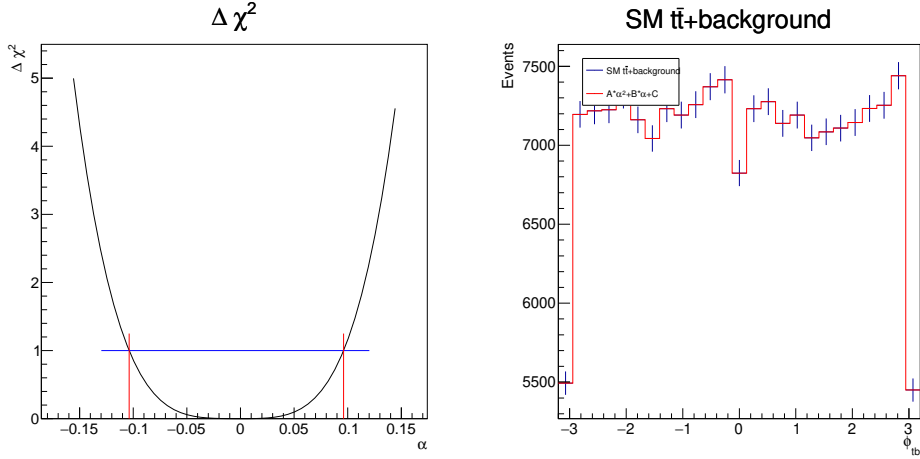 Δ χ²
Δ χ²
5
4
3
2
1
0
−0.15 −0.1 −0.05 0 0.05 0.1 0.15
α
SM tt̄+background
Events
7500
7000
6500
6000
5500
SM tt̄+background
A*α²+B*α+C
−3 −2 −1 0 1 2 3
ϕ_tb